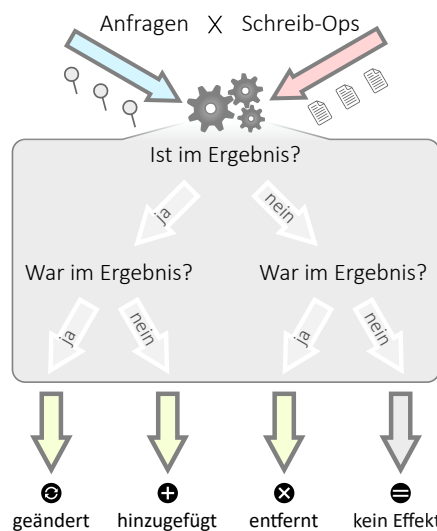 Anfragen X Schreib-Ops
Ist im Ergebnis?
ja nein
War im Ergebnis? War im Ergebnis?
ja nein ja nein
geändert hinzugefügt entfernt kein Effekt